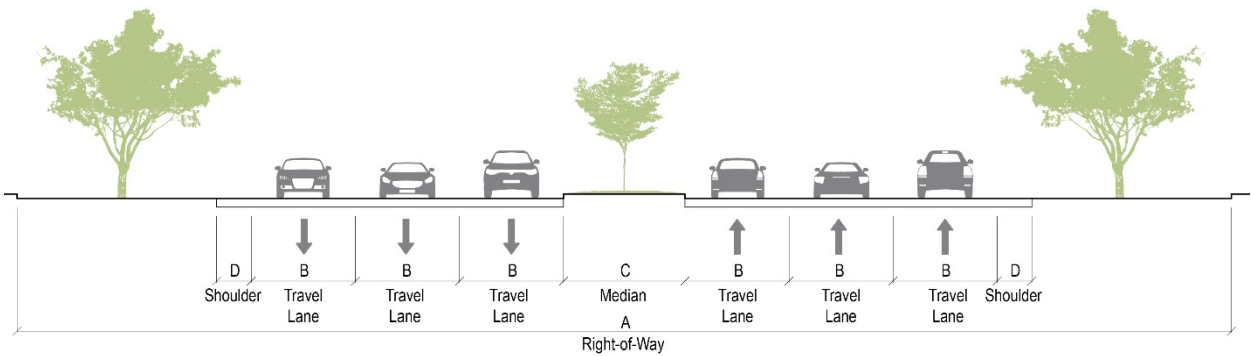 D B B B C B B B D
Shoulder Travel Lane Travel Lane Travel Lane Median Travel Lane Travel Lane Travel Lane Shoulder
A
Right-of-Way